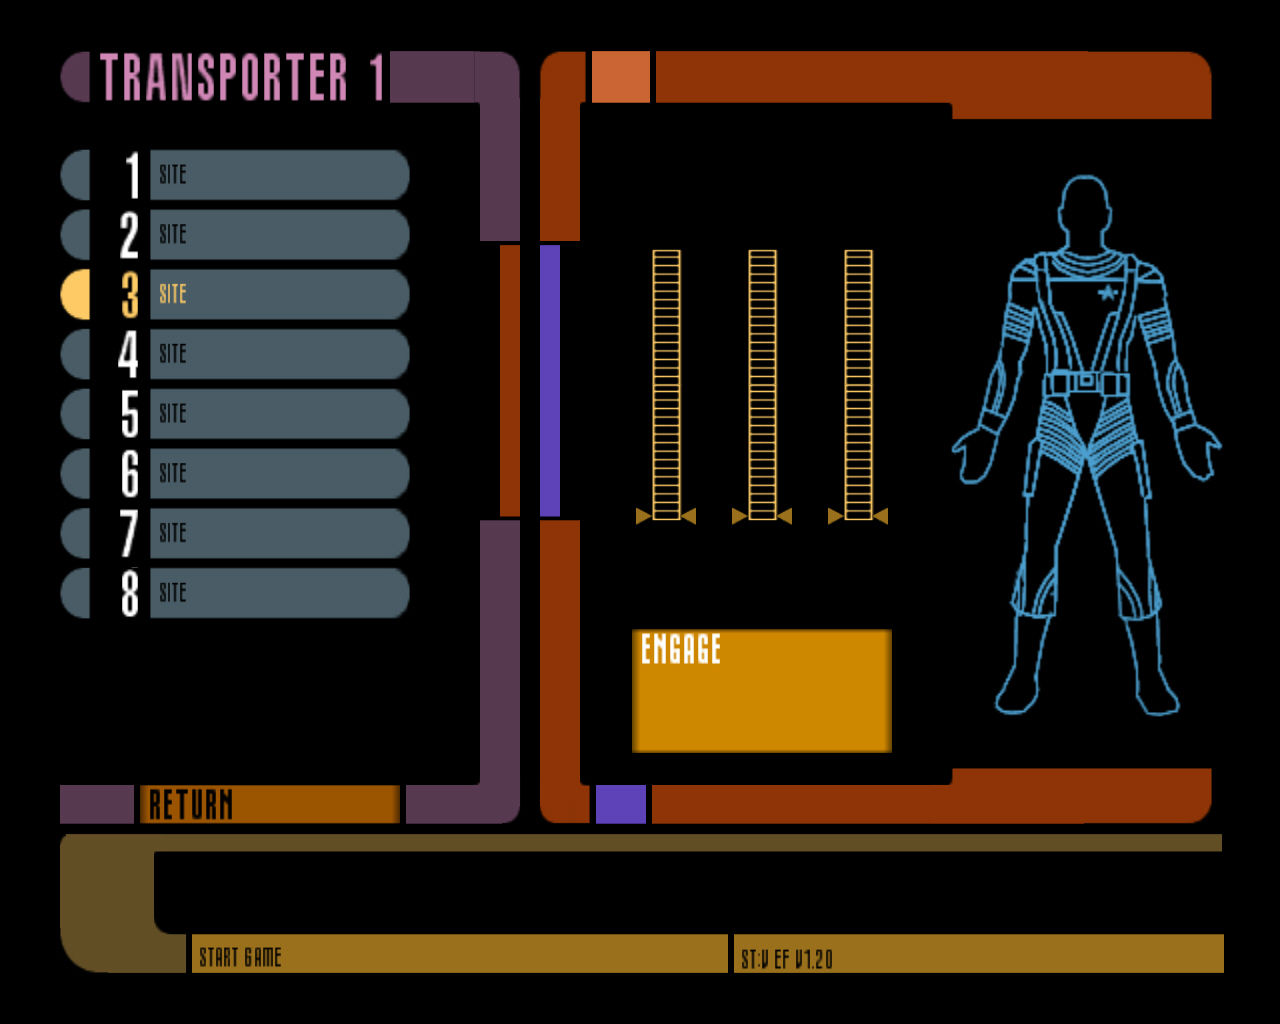 TRANSPORTER 1
1 SITE
2 SITE
3 SITE
4 SITE
5 SITE
6 SITE
7 SITE
8 SITE
ENGAGE
RETURN
START GAME
ST:V EF V1.20